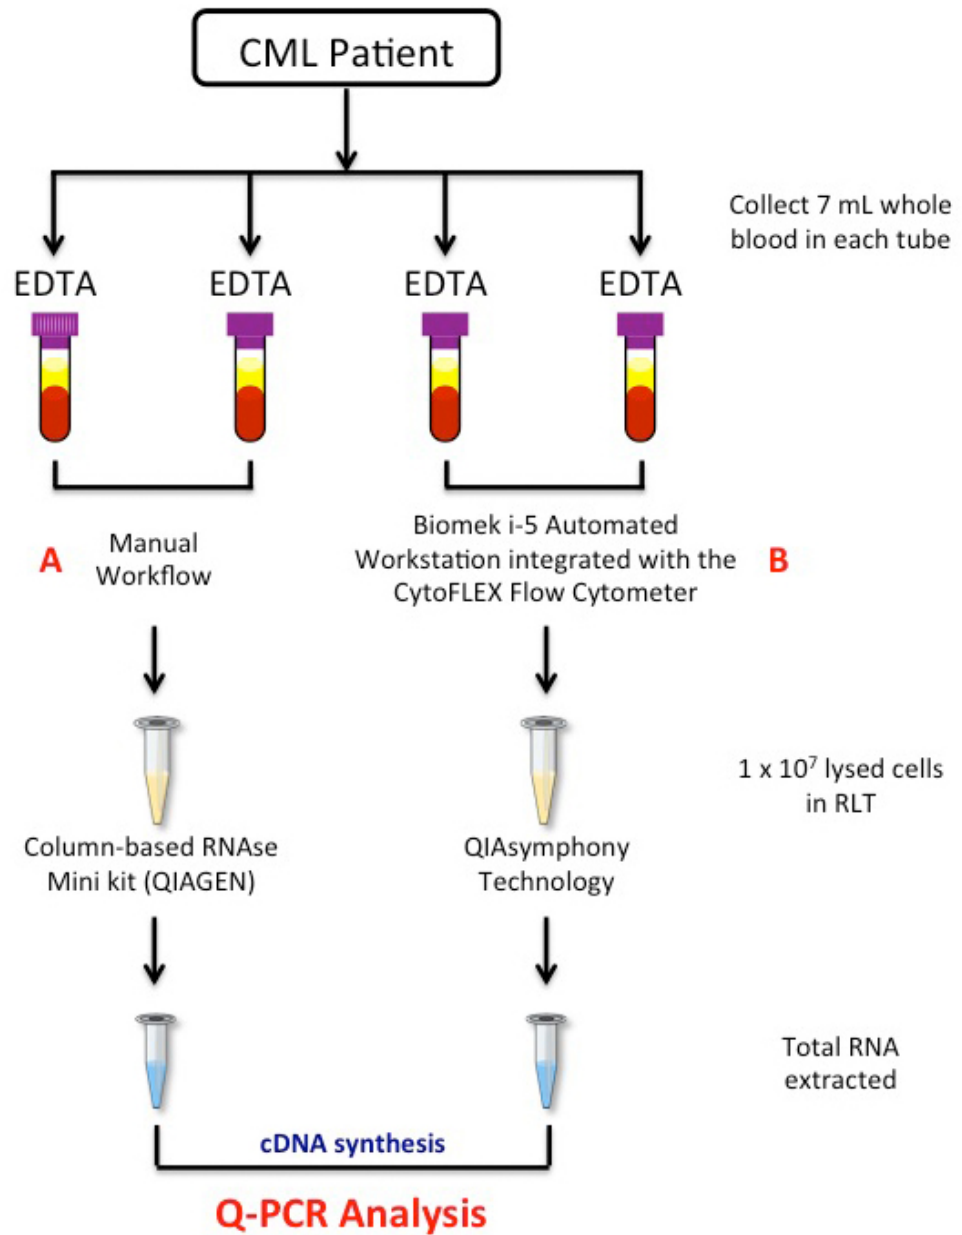 CML Patient
Collect 7 mL whole
blood in each tube
EDTA EDTA EDTA EDTA
A
Manual
Workflow
Biomek i-5 Automated
Workstation integrated with the
CytoFLEX Flow Cytometer
B
1 x 10⁷ lysed cells
in RLT
Column-based RNAse
Mini kit (QIAGEN)
QIAsymphony
Technology
Total RNA
extracted
cDNA synthesis
Q-PCR Analysis